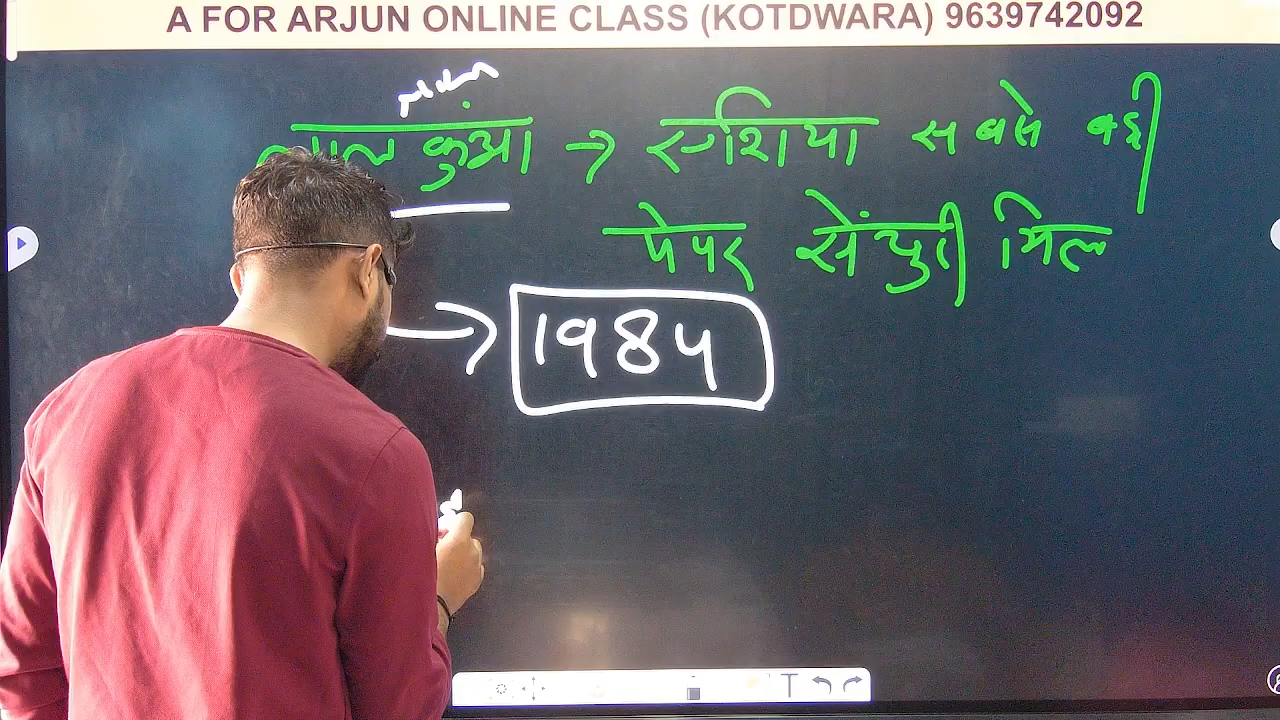 A FOR ARJUN ONLINE CLASS (KOTDWARA) 9639742092
लाल कुंआ → एशिया सबसे बड़ी
पेपर सेंचुरी मिल
→ 1984
T